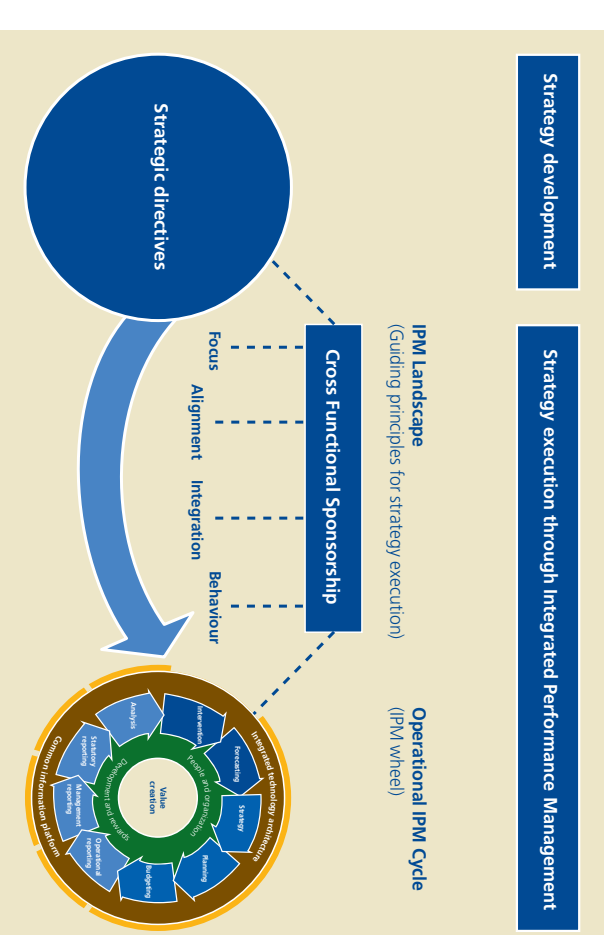 Strategy development
Strategy execution through Integrated Performance Management
IPM Landscape
(Guiding principles for strategy execution)
Operational IPM Cycle
(IPM wheel)
Strategic directives
Cross Functional Sponsorship
Focus
Alignment
Integration
Behaviour
Integrated technology architecture
Common information platform
Intervention
Forecasting
Strategy
Planning
Budgeting
Operational
reporting
Management
reporting
Statutory
reporting
Analysis
People and organization
Development and rewards
Value
creation